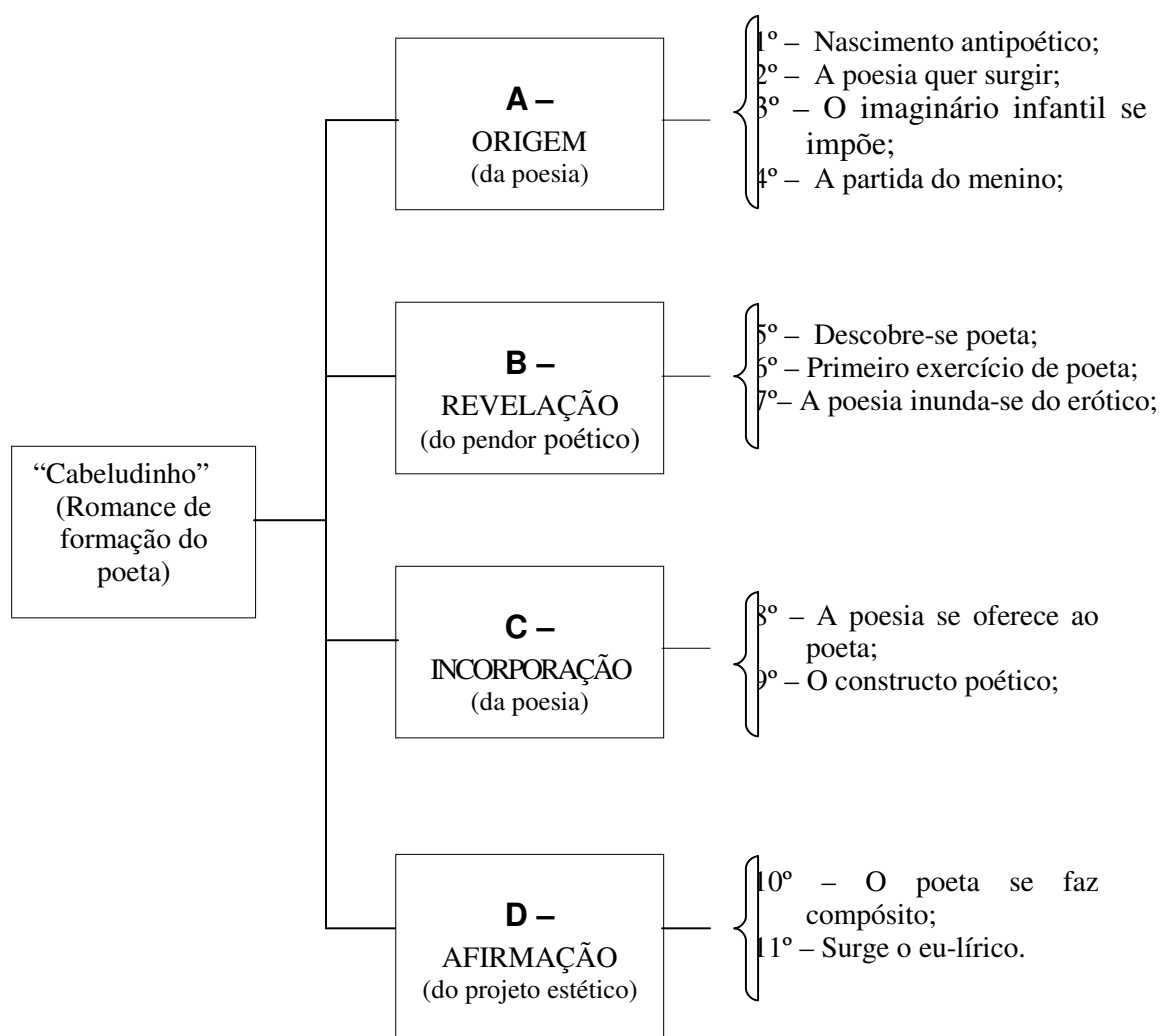 A –
ORIGEM
(da poesia)
1º – Nascimento antipoético;
2º – A poesia quer surgir;
3º – O imaginário infantil se
impõe;
4º – A partida do menino;
B –
REVELAÇÃO
(do pendor poético)
5º – Descobre-se poeta;
6º – Primeiro exercício de poeta;
7º– A poesia inunda-se do erótico;
“Cabeludinho”
(Romance de
formação do
poeta)
C –
INCORPORAÇÃO
(da poesia)
8º – A poesia se oferece ao
poeta;
9º – O constructo poético;
D –
AFIRMAÇÃO
(do projeto estético)
10º – O poeta se faz
compósito;
11º – Surge o eu-lírico.